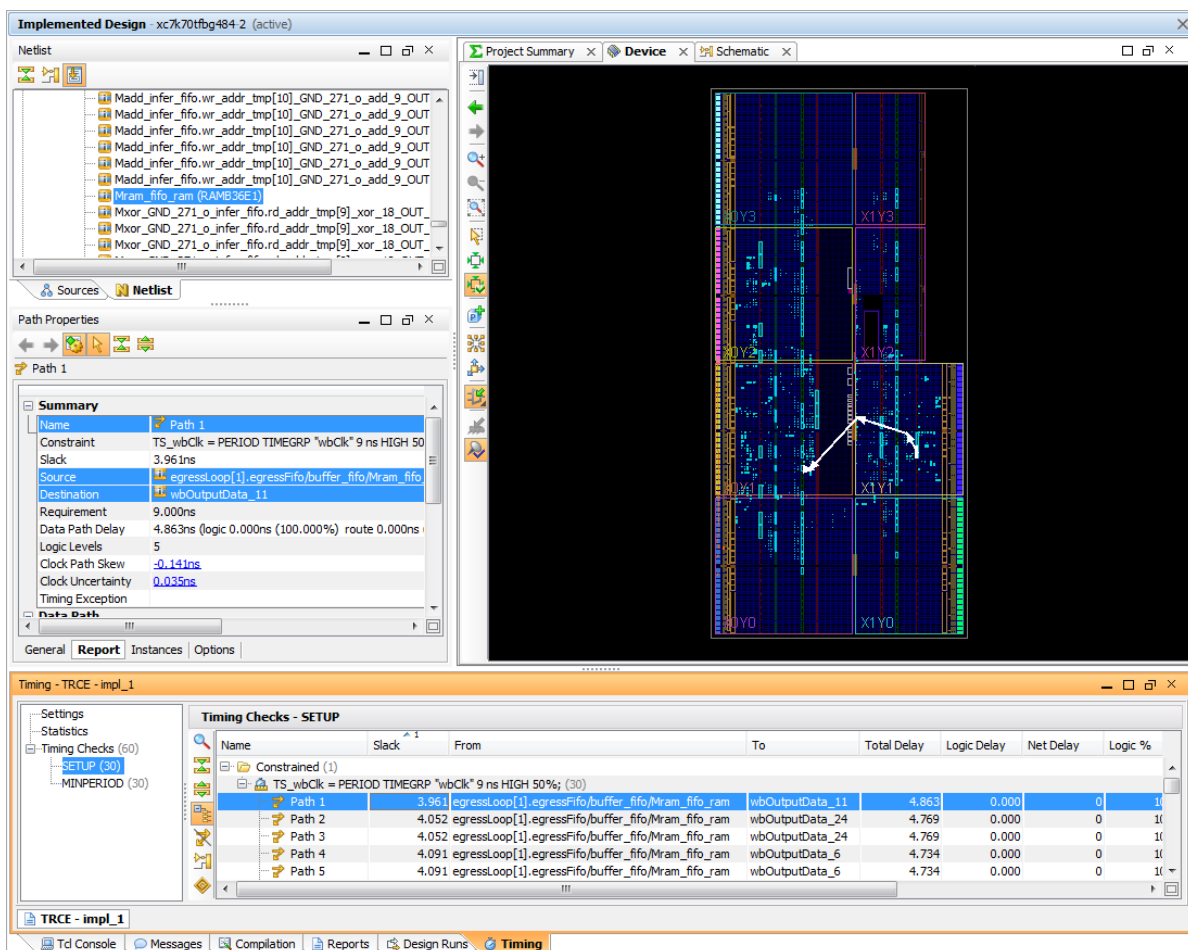 Implemented Design - xc7k70tfbg484-2 (active)
Netlist
Madd_infer_fifo.wr_addr_tmp[10]_GND_271_o_add_9_OUT
Madd_infer_fifo.wr_addr_tmp[10]_GND_271_o_add_9_OUT
Madd_infer_fifo.wr_addr_tmp[10]_GND_271_o_add_9_OUT
Madd_infer_fifo.wr_addr_tmp[10]_GND_271_o_add_9_OUT
Madd_infer_fifo.wr_addr_tmp[10]_GND_271_o_add_9_OUT
Madd_infer_fifo.wr_addr_tmp[10]_GND_271_o_add_9_OUT
Mram_fifo_ram (RAMB36E1)
Mxor_GND_271_o_infer_fifo.rd_addr_tmp[9]_xor_18_OUT_
Mxor_GND_271_o_infer_fifo.rd_addr_tmp[9]_xor_18_OUT_
Mxor_GND_271_o_infer_fifo.rd_addr_tmp[9]_xor_18_OUT_
Sources Netlist
Path Properties
Path 1
Summary
Name Path 1
Constraint TS_wbClk = PERIOD TIMEGRP "wbClk" 9 ns HIGH 50
Slack 3.961ns
Source egressLoop[1].egressFifo/buffer_fifo/Mram_fifo_
Destination wbOutputData_11
Requirement 9.000ns
Data Path Delay 4.863ns (logic 0.000ns (100.000%) route 0.000ns (
Logic Levels 5
Clock Path Skew -0.141ns
Clock Uncertainty 0.035ns
Timing Exception
Data Path
General Report Instances Options
Project Summary Device Schematic
X0Y3 X1Y3
X0Y2 X1Y2
X0Y1 X1Y1
X0Y0 X1Y0
Timing - TRCE - impl_1
Settings
Statistics
Timing Checks (60)
SETUP (30)
MINPERIOD (30)
Timing Checks - SETUP
Name Slack 1 From To Total Delay Logic Delay Net Delay Logic %
Constrained (1)
TS_wbClk = PERIOD TIMEGRP "wbClk" 9 ns HIGH 50%; (30)
Path 1 3.961 egressLoop[1].egressFifo/buffer_fifo/Mram_fifo_ram wbOutputData_11 4.863 0.000 0 10
Path 2 4.052 egressLoop[1].egressFifo/buffer_fifo/Mram_fifo_ram wbOutputData_24 4.769 0.000 0 10
Path 3 4.052 egressLoop[1].egressFifo/buffer_fifo/Mram_fifo_ram wbOutputData_24 4.769 0.000 0 10
Path 4 4.091 egressLoop[1].egressFifo/buffer_fifo/Mram_fifo_ram wbOutputData_6 4.734 0.000 0 10
Path 5 4.091 egressLoop[1].egressFifo/buffer_fifo/Mram_fifo_ram wbOutputData_6 4.734 0.000 0 10
TRCE - impl_1
Tcl Console Messages Compilation Reports Design Runs Timing